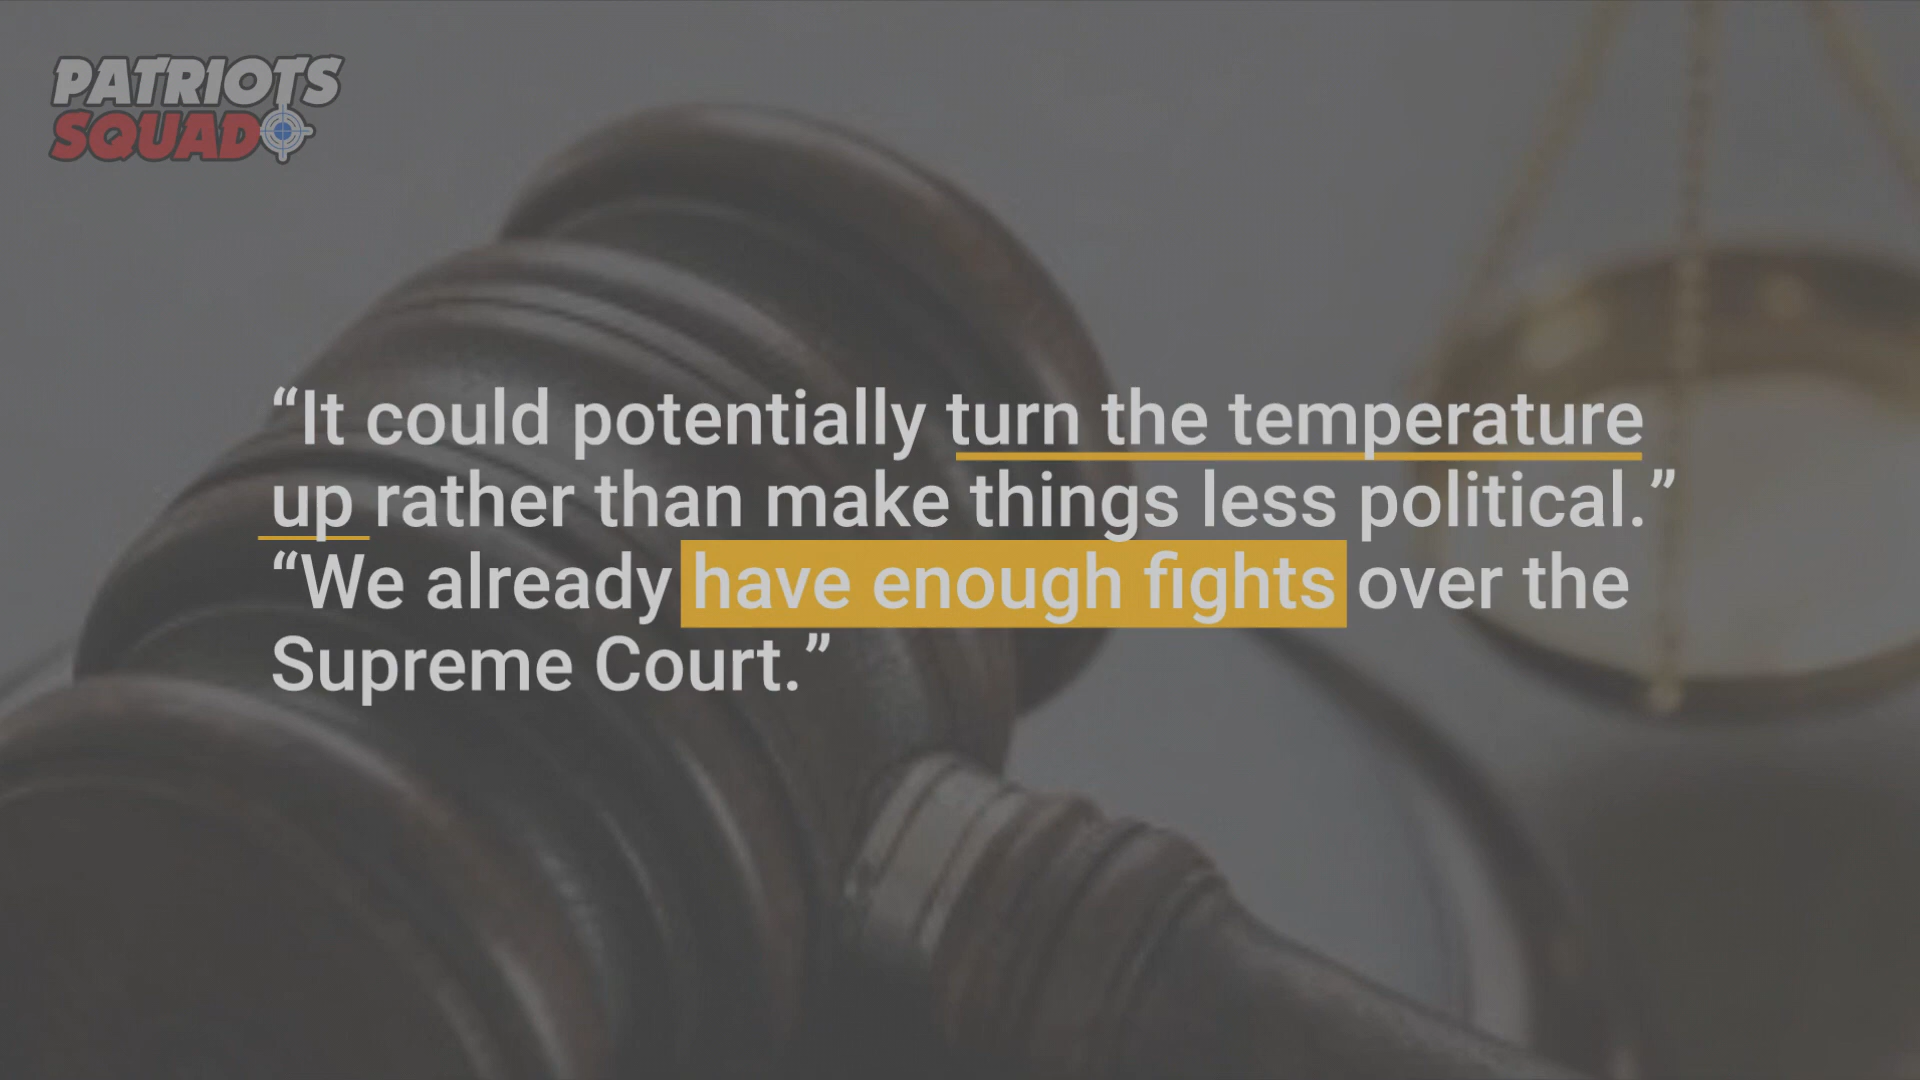 PATRIOTS
SQUAD
“It could potentially turn the temperature
up rather than make things less political.”
“We already have enough fights over the
Supreme Court.”